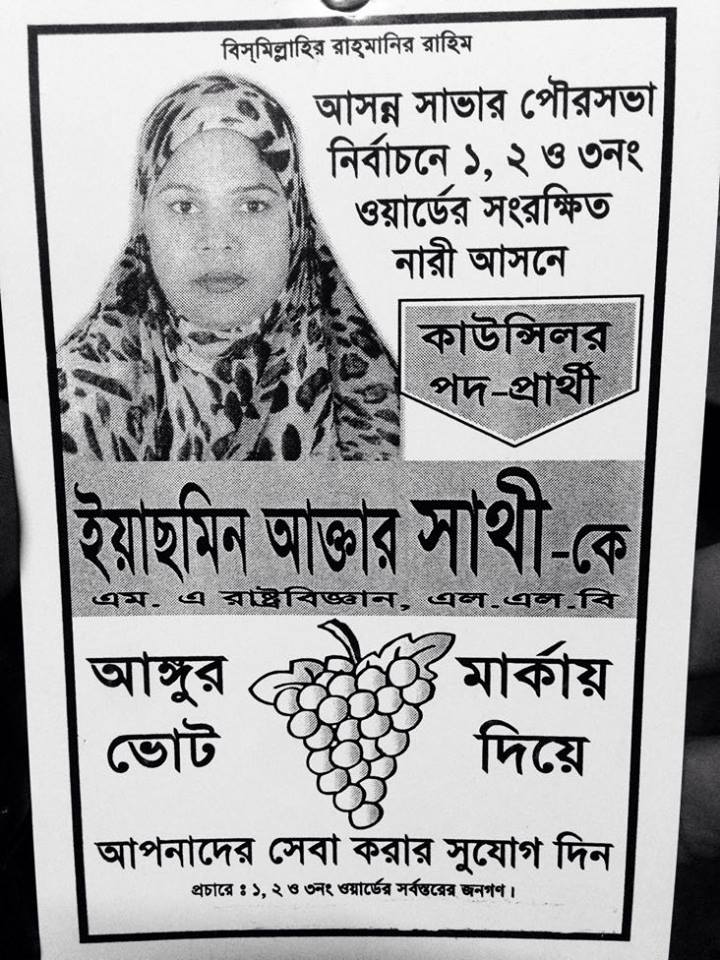 বিস্‌মিল্লাহির রাহ্‌মানির রাহিম
আসন্ন সাভার পৌরসভা
নির্বাচনে ১, ২ ও ৩নং
ওয়ার্ডের সংরক্ষিত
নারী আসনে
কাউন্সিলর
পদ-প্রার্থী
ইয়াছমিন আক্তার সাথী-কে
এম. এ রাষ্ট্রবিজ্ঞান, এল.এল.বি
আঙ্গুর মার্কায়
ভোট দিয়ে
আপনাদের সেবা করার সুযোগ দিন
প্রচারে : ১, ২ ও ৩নং ওয়ার্ডের সর্বস্তরের জনগণ।